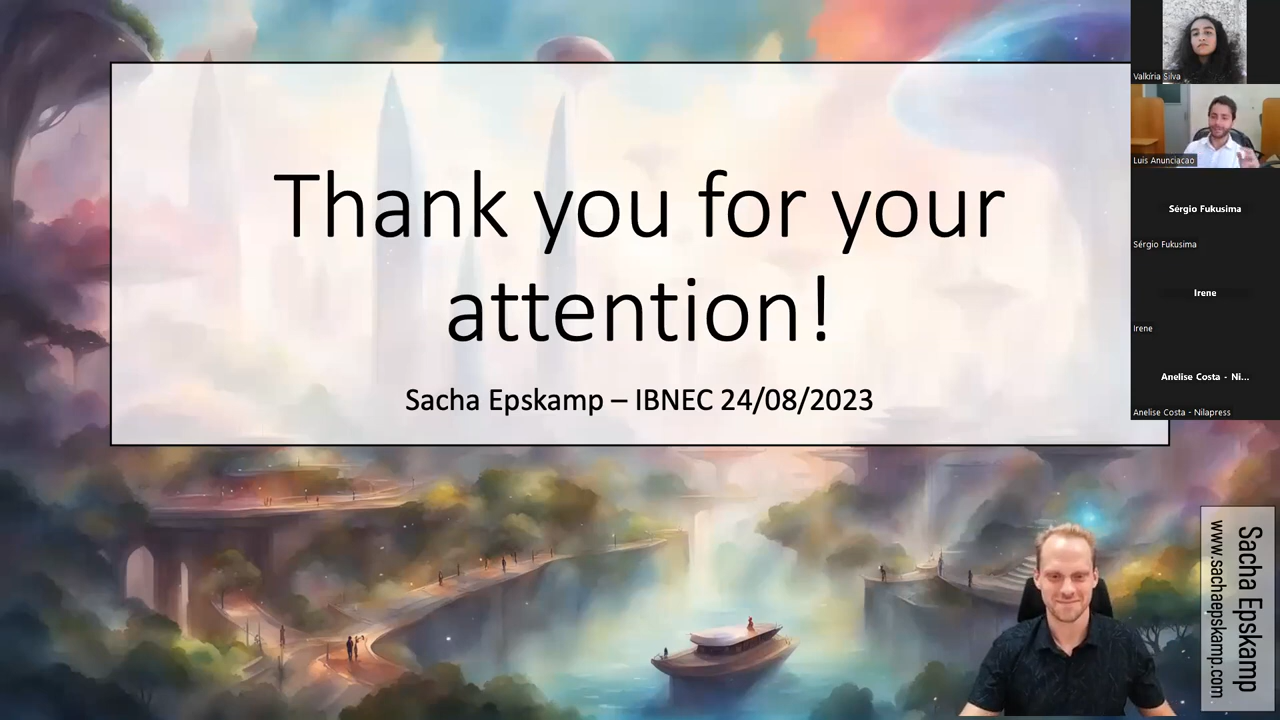 Thank you for your
attention!
Sacha Epskamp – IBNEC 24/08/2023
Valkíria Silva
Luis Anunciacao
Sérgio Fukusima
Sérgio Fukusima
Irene
Irene
Anelise Costa - Ni...
Anelise Costa - Nilapress
Sacha Epskamp
www.sachaepskamp.com